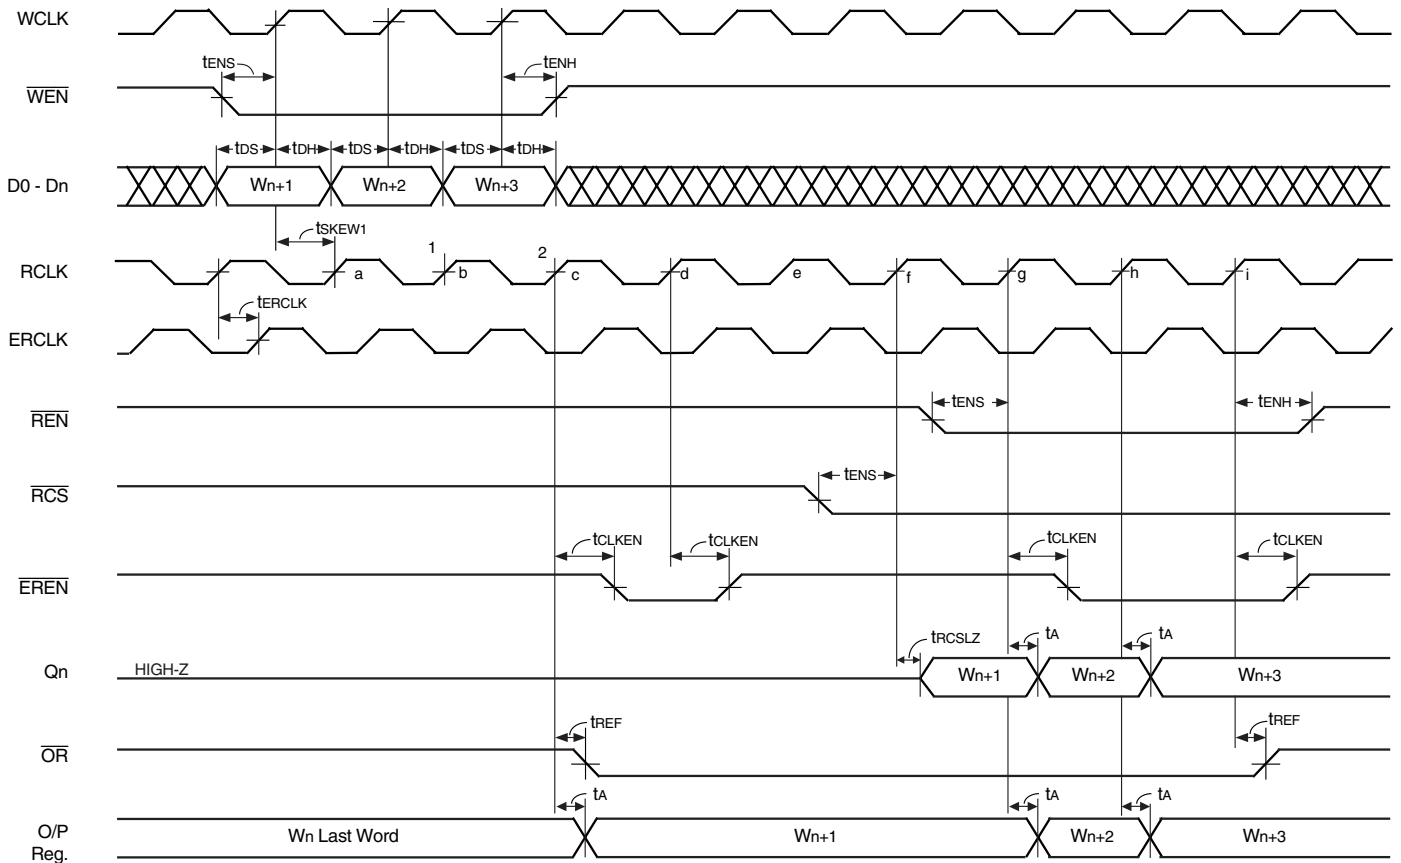 WCLK
tENS
tENH
WEN
tDS tDH tDS tDH tDS tDH
D0 - Dn Wn+1 Wn+2 Wn+3
tSKEW1
1 2
RCLK a b c d e f g h i
tERCLK
ERCLK
REN tENS tENH
RCS tENS
tCLKEN tCLKEN tCLKEN tCLKEN
EREN
tRCSLZ tA tA
Qn HIGH-Z Wn+1 Wn+2 Wn+3
tREF tREF
OR
tA tA tA
O/P Wn Last Word Wn+1 Wn+2 Wn+3
Reg.